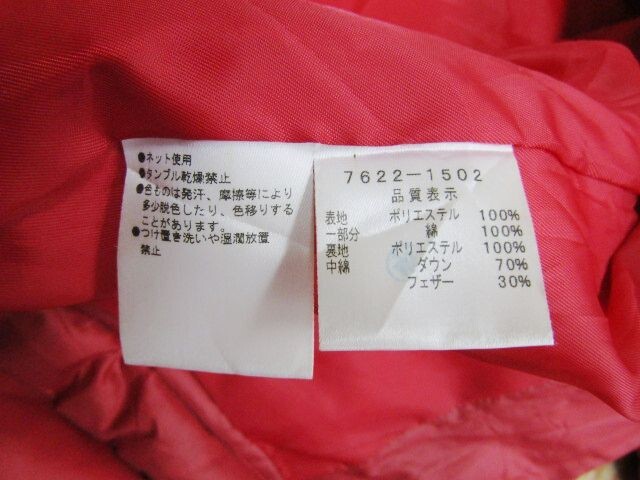 ●ネット使用
●タンブル乾燥禁止
●色ものは発汗、摩擦等により
多少脱色したり、色移りする
ことがあります。
●つけ置き洗いや湿潤放置
禁止
7622-1502
品質表示
表地 ポリエステル 100%
一部分 綿 100%
裏地 ポリエステル 100%
中綿 ダウン 70%
フェザー 30%